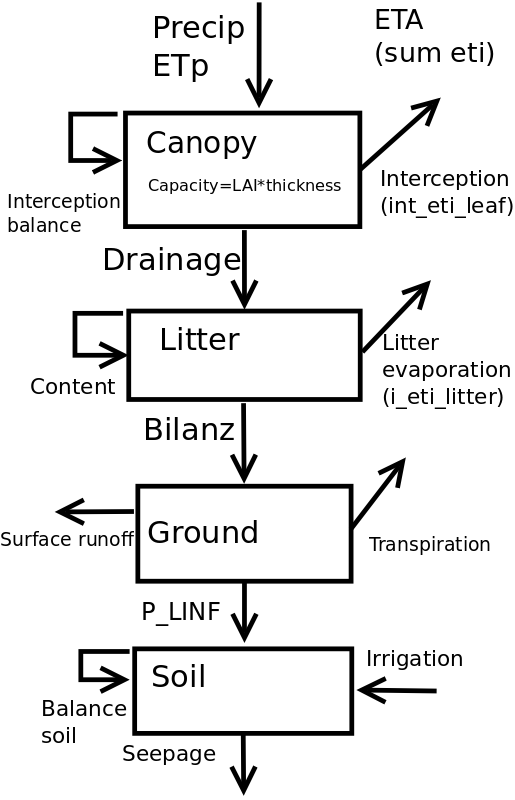 Precip
ETp
ETA
(sum eti)
Canopy
Capacity=LAI*thickness
Interception
balance
Interception
(int_eti_leaf)
Drainage
Litter
Content
Litter
evaporation
(i_eti_litter)
Bilanz
Ground
Surface runoff
Transpiration
P_LINF
Soil
Irrigation
Balance
soil
Seepage